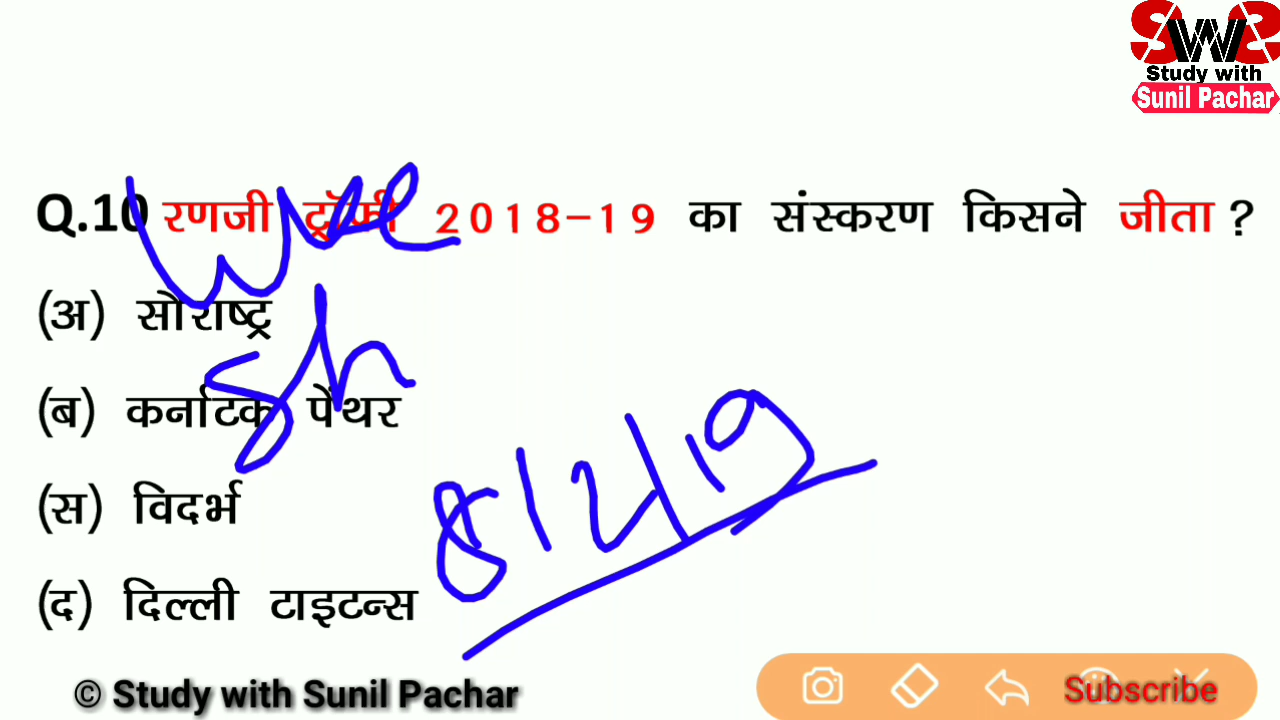 SWS
Study with
Sunil Pachar
Q.10 रणजी ट्रॉफी 2018-19 का संस्करण किसने जीता ?
(अ) सौराष्ट्र
(ब) कर्नाटक पेंथर
(स) विदर्भ
(द) दिल्ली टाइटन्स
8/2/19
© Study with Sunil Pachar
Subscribe